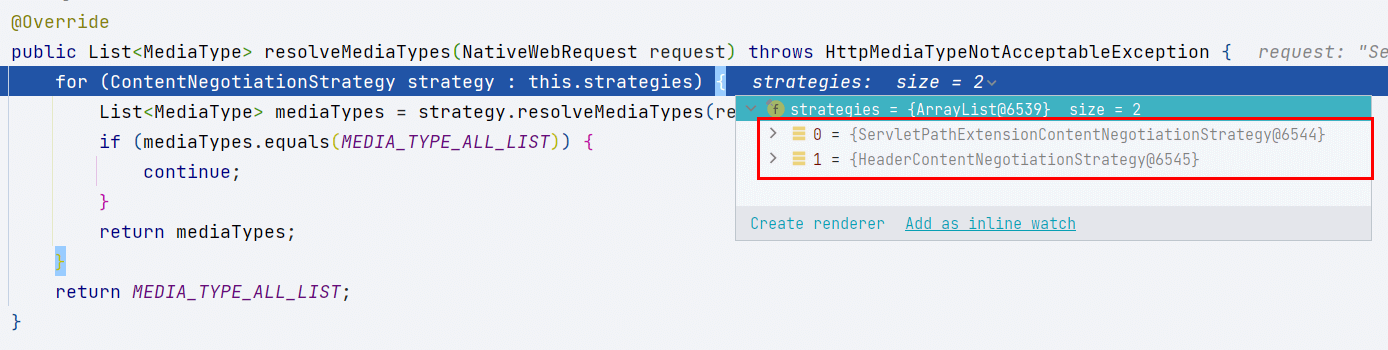 @Override
public List<MediaType> resolveMediaTypes(NativeWebRequest request) throws HttpMediaTypeNotAcceptableException { request: "Se
for (ContentNegotiationStrategy strategy : this.strategies) { strategies: size = 2
List<MediaType> mediaTypes = strategy.resolveMediaTypes(re
f strategies = {ArrayList@6539} size = 2
if (mediaTypes.equals(MEDIA_TYPE_ALL_LIST)) {
0 = {ServletPathExtensionContentNegotiationStrategy@6544}
1 = {HeaderContentNegotiationStrategy@6545}
continue;
}
return mediaTypes;
Create renderer Add as inline watch
}
return MEDIA_TYPE_ALL_LIST;
}